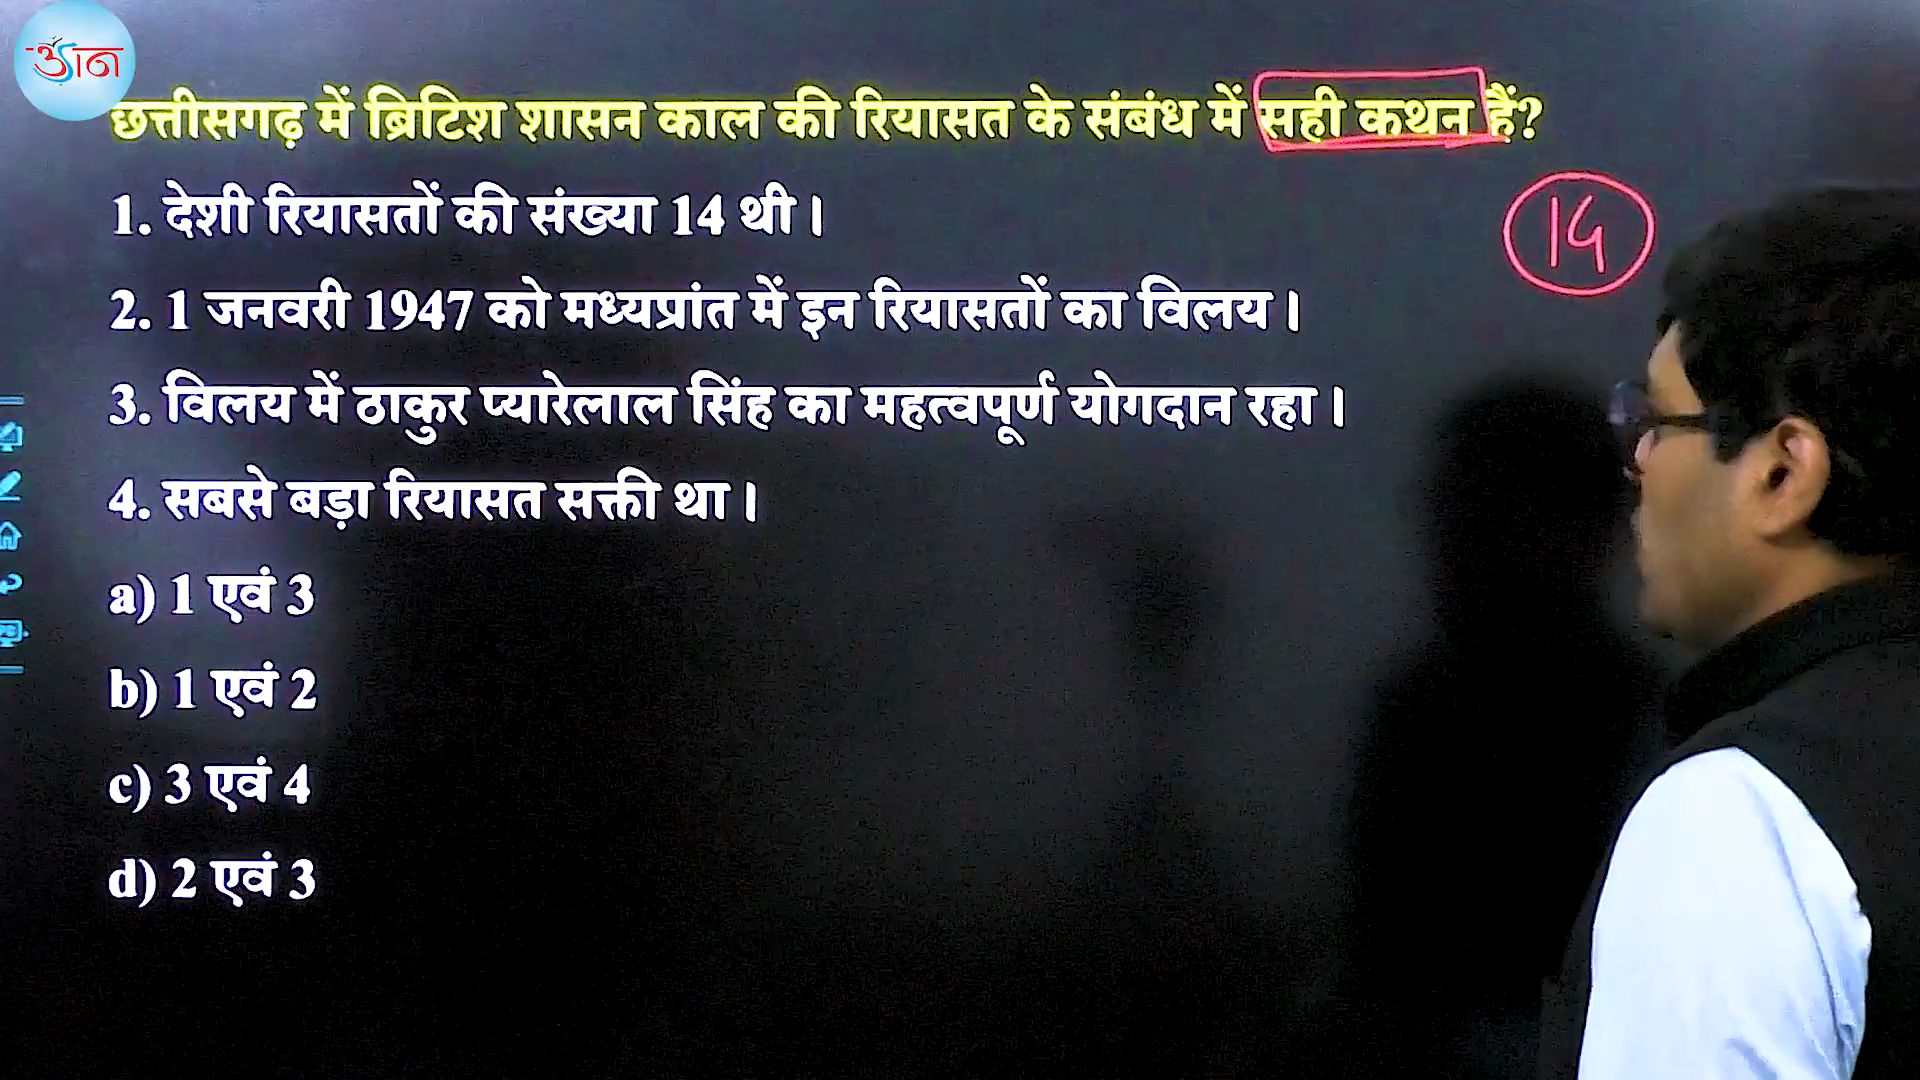 उड़ान
छत्तीसगढ़ में ब्रिटिश शासन काल की रियासत के संबंध में सही कथन हैं?
14
1. देशी रियासतों की संख्या 14 थी।
2. 1 जनवरी 1947 को मध्यप्रांत में इन रियासतों का विलय।
3. विलय में ठाकुर प्यारेलाल सिंह का महत्वपूर्ण योगदान रहा।
4. सबसे बड़ा रियासत सक्ती था।
a) 1 एवं 3
b) 1 एवं 2
c) 3 एवं 4
d) 2 एवं 3